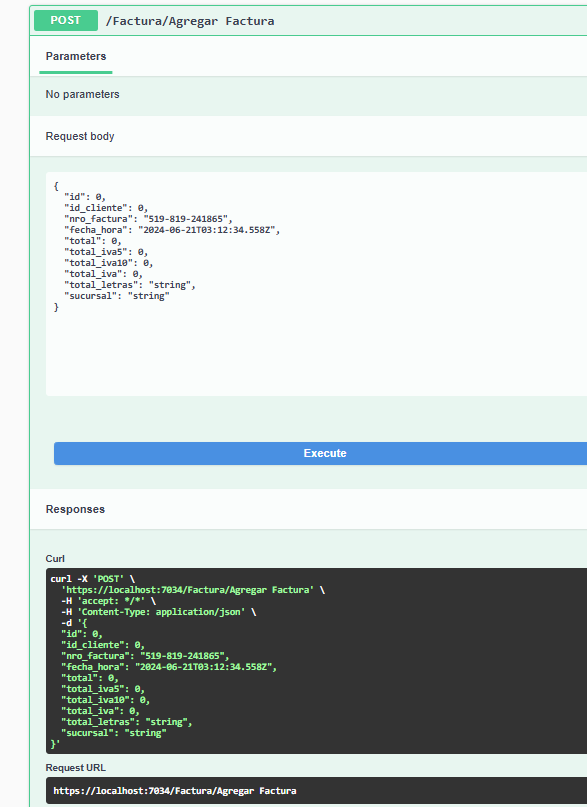 POST /Factura/Agregar Factura
Parameters
No parameters
Request body
{
  "id": 0,
  "id_cliente": 0,
  "nro_factura": "519-819-241865",
  "fecha_hora": "2024-06-21T03:12:34.558Z",
  "total": 0,
  "total_iva5": 0,
  "total_iva10": 0,
  "total_iva": 0,
  "total_letras": "string",
  "sucursal": "string"
}
Execute
Responses
Curl
curl -X 'POST' \
  'https://localhost:7034/Factura/Agregar Factura' \
  -H 'accept: */*' \
  -H 'Content-Type: application/json' \
  -d '{
  "id": 0,
  "id_cliente": 0,
  "nro_factura": "519-819-241865",
  "fecha_hora": "2024-06-21T03:12:34.558Z",
  "total": 0,
  "total_iva5": 0,
  "total_iva10": 0,
  "total_iva": 0,
  "total_letras": "string",
  "sucursal": "string"
}'
Request URL
https://localhost:7034/Factura/Agregar Factura